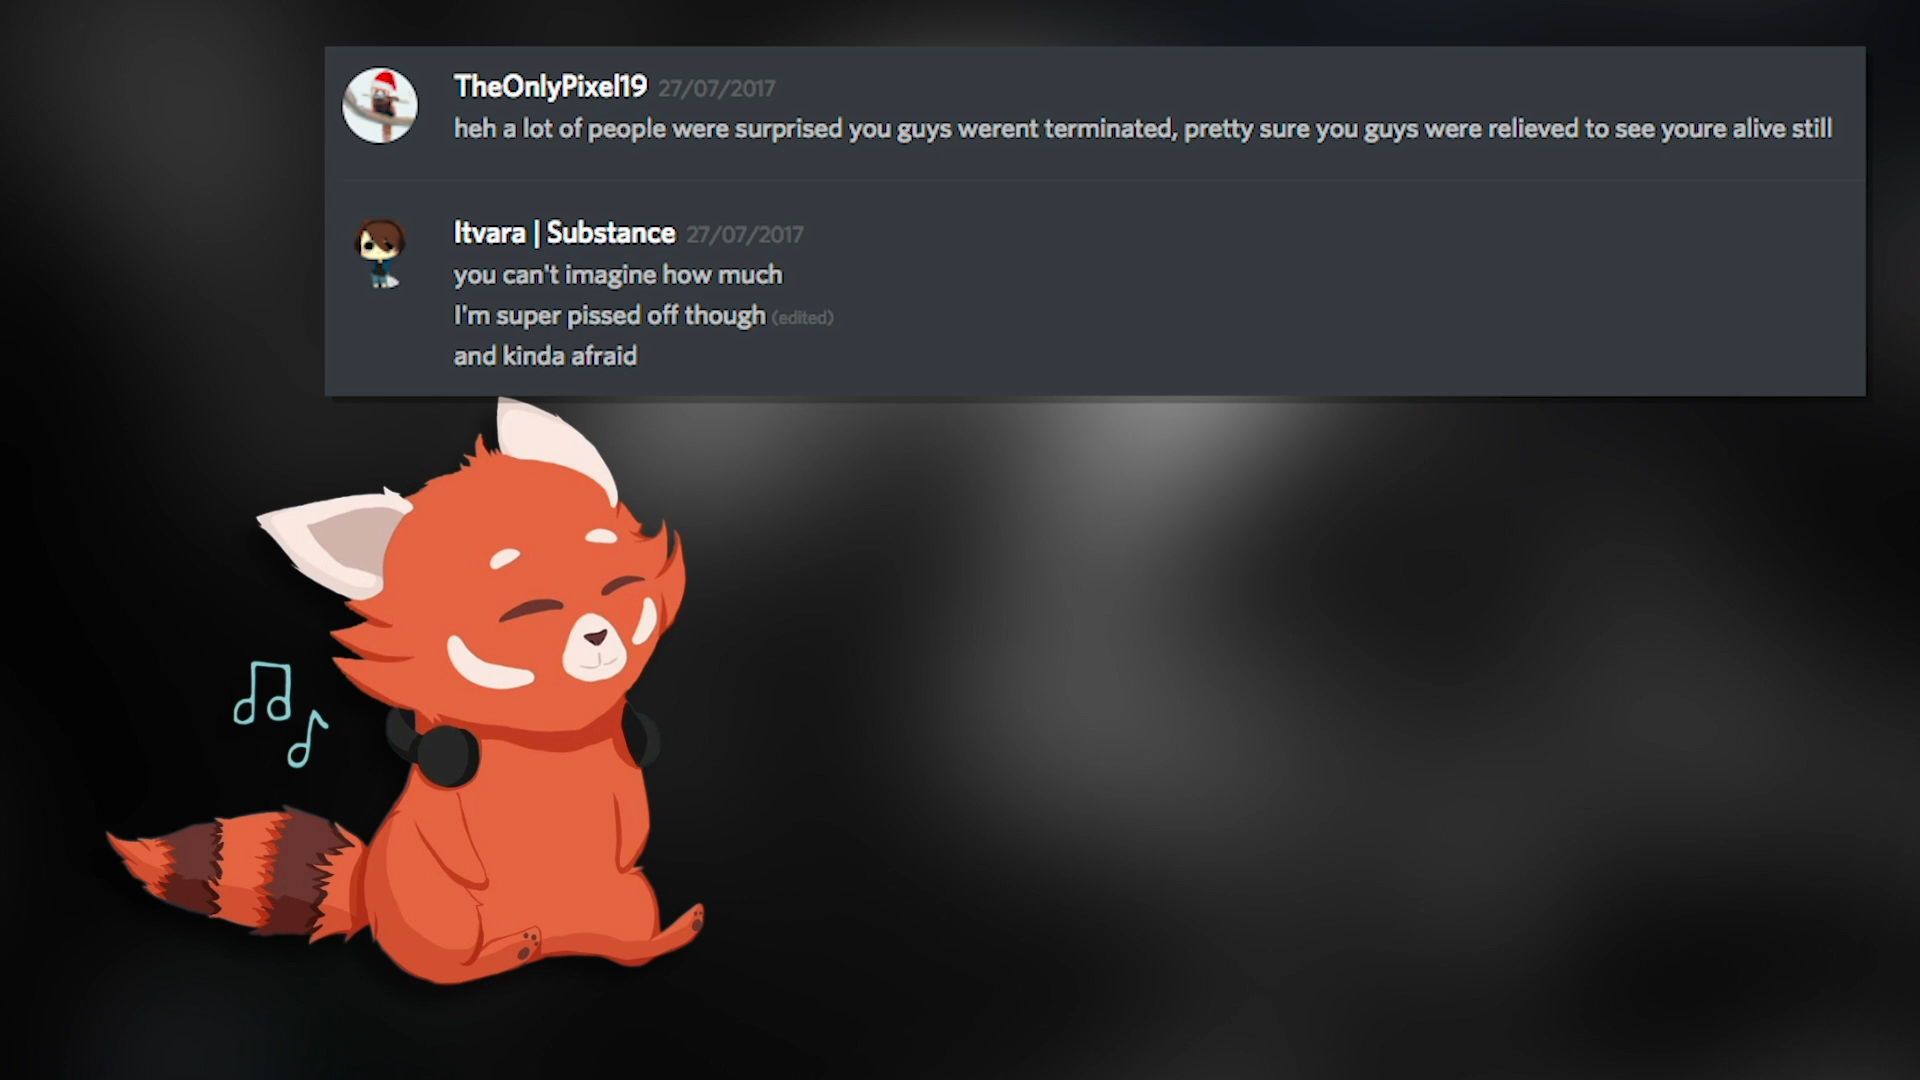 TheOnlyPixel19 27/07/2017
heh a lot of people were surprised you guys werent terminated, pretty sure you guys were relieved to see youre alive still
Itvara | Substance 27/07/2017
you can't imagine how much
I'm super pissed off though (edited)
and kinda afraid